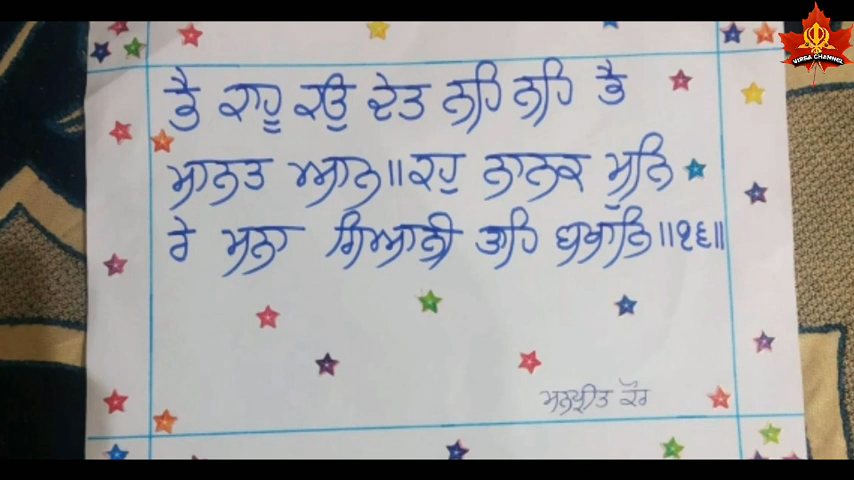 ਭੈ ਕਾਹੂ ਕਉ ਦੇਤ ਨਹਿ ਨਹਿ ਭੈ
ਮਾਨਤ ਆਨ॥ਕਹੁ ਨਾਨਕ ਸੁਨਿ
ਰੇ ਮਨਾ ਗਿਆਨੀ ਤਾਹਿ ਬਖਾਨਿ॥੧੬॥
ਮਨਪ੍ਰੀਤ ਕੌਰ
VIRSA CHANNEL